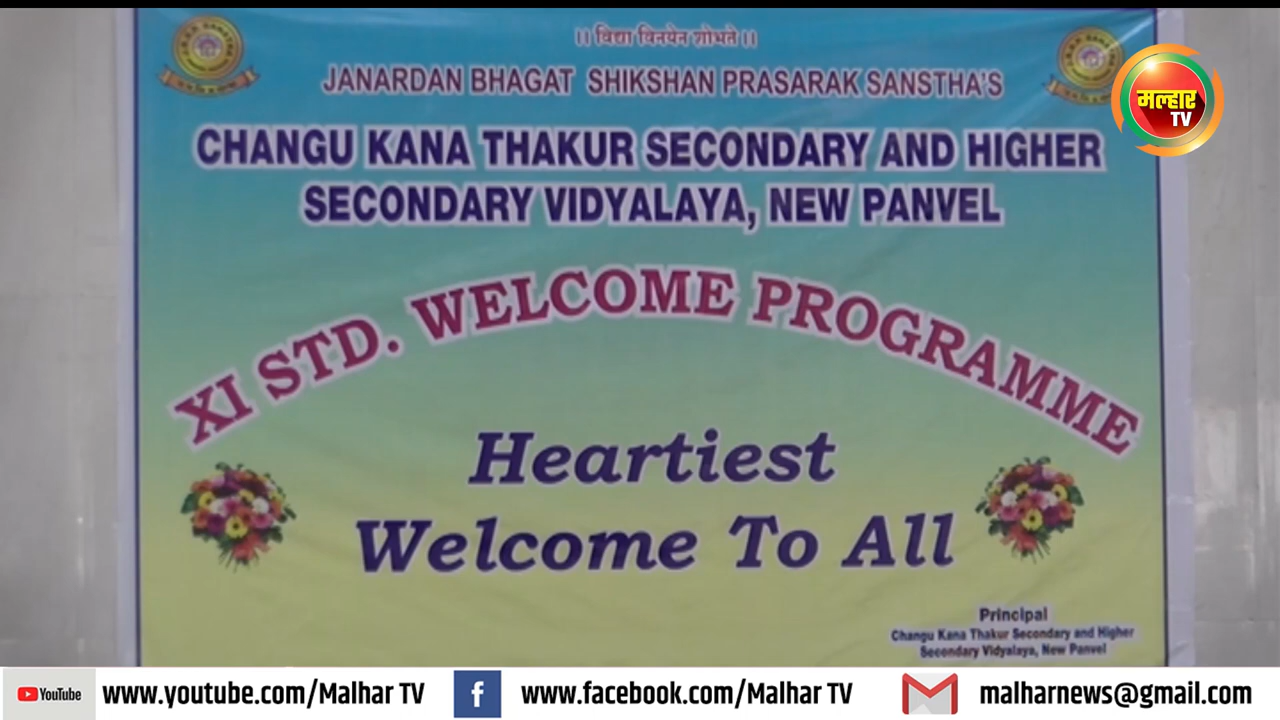 ।। विद्या विनयेन शोभते ।।
JANARDAN BHAGAT SHIKSHAN PRASARAK SANSTHA'S
मल्हार
TV
CHANGU KANA THAKUR SECONDARY AND HIGHER
SECONDARY VIDYALAYA, NEW PANVEL
XI STD. WELCOME PROGRAMME
Heartiest
Welcome To All
Principal
Changu Kana Thakur Secondary and Higher
Secondary Vidyalaya, New Panvel
YouTube www.youtube.com/Malhar TV f www.facebook.com/Malhar TV malharnews@gmail.com